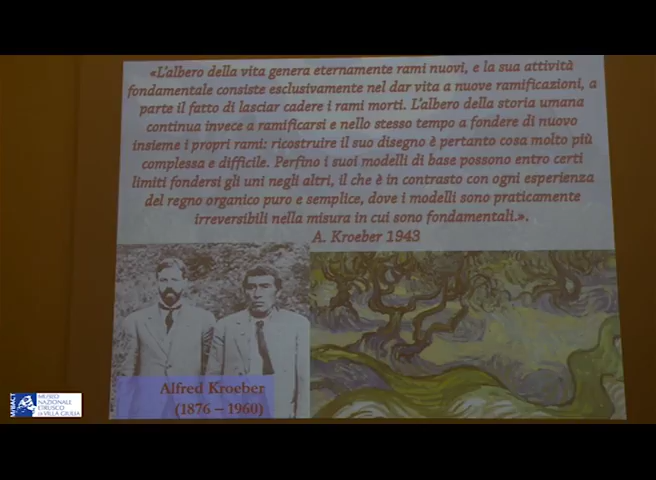 «L'albero della vita genera eternamente rami nuovi, e la sua attività
fondamentale consiste esclusivamente nel dar vita a nuove ramificazioni, a
parte il fatto di lasciar cadere i rami morti. L'albero della storia umana
continua invece a ramificarsi e nello stesso tempo a fondere di nuovo
insieme i propri rami: ricostruire il suo disegno è pertanto cosa molto più
complessa e difficile. Perfino i suoi modelli di base possono entro certi
limiti fondersi gli uni negli altri, il che è in contrasto con ogni esperienza
del regno organico puro e semplice, dove i modelli sono praticamente
irreversibili nella misura in cui sono fondamentali.».
A. Kroeber 1943
Alfred Kroeber
(1876 – 1960)
MiBACT
MUSEO
NAZIONALE
ETRUSCO
DI VILLA GIULIA